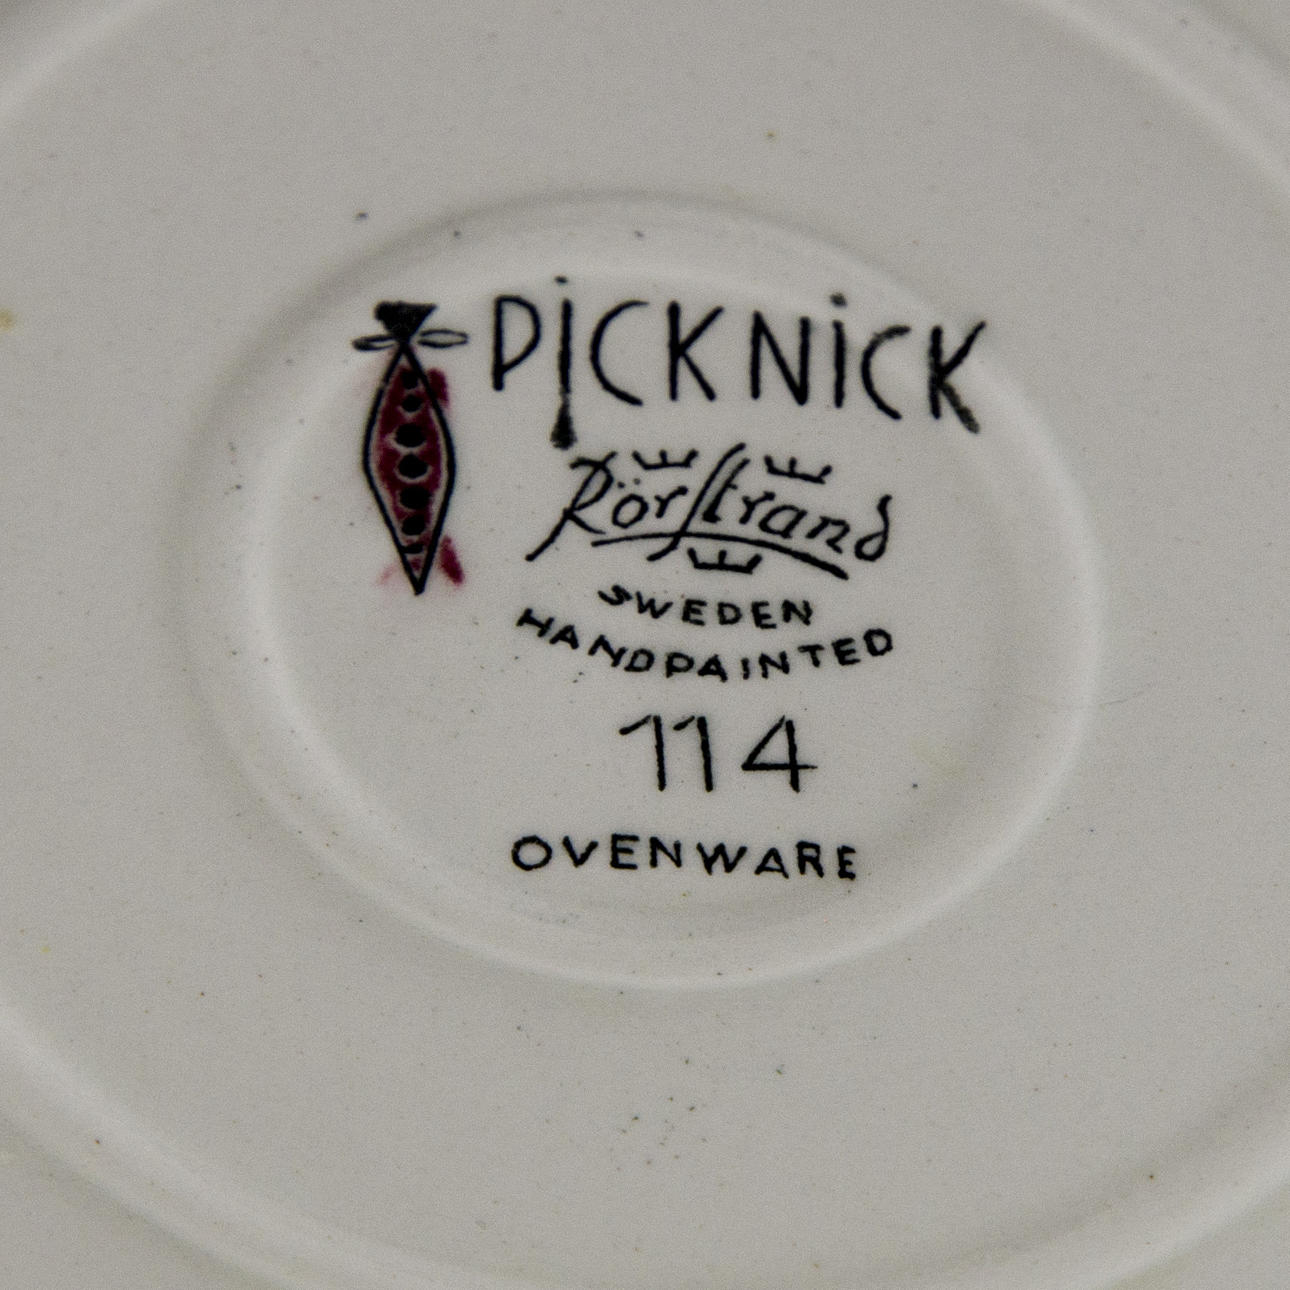 PiCKNiCK
Rörstrand
SWEDEN
HANDPAINTED
114
OVENWARE